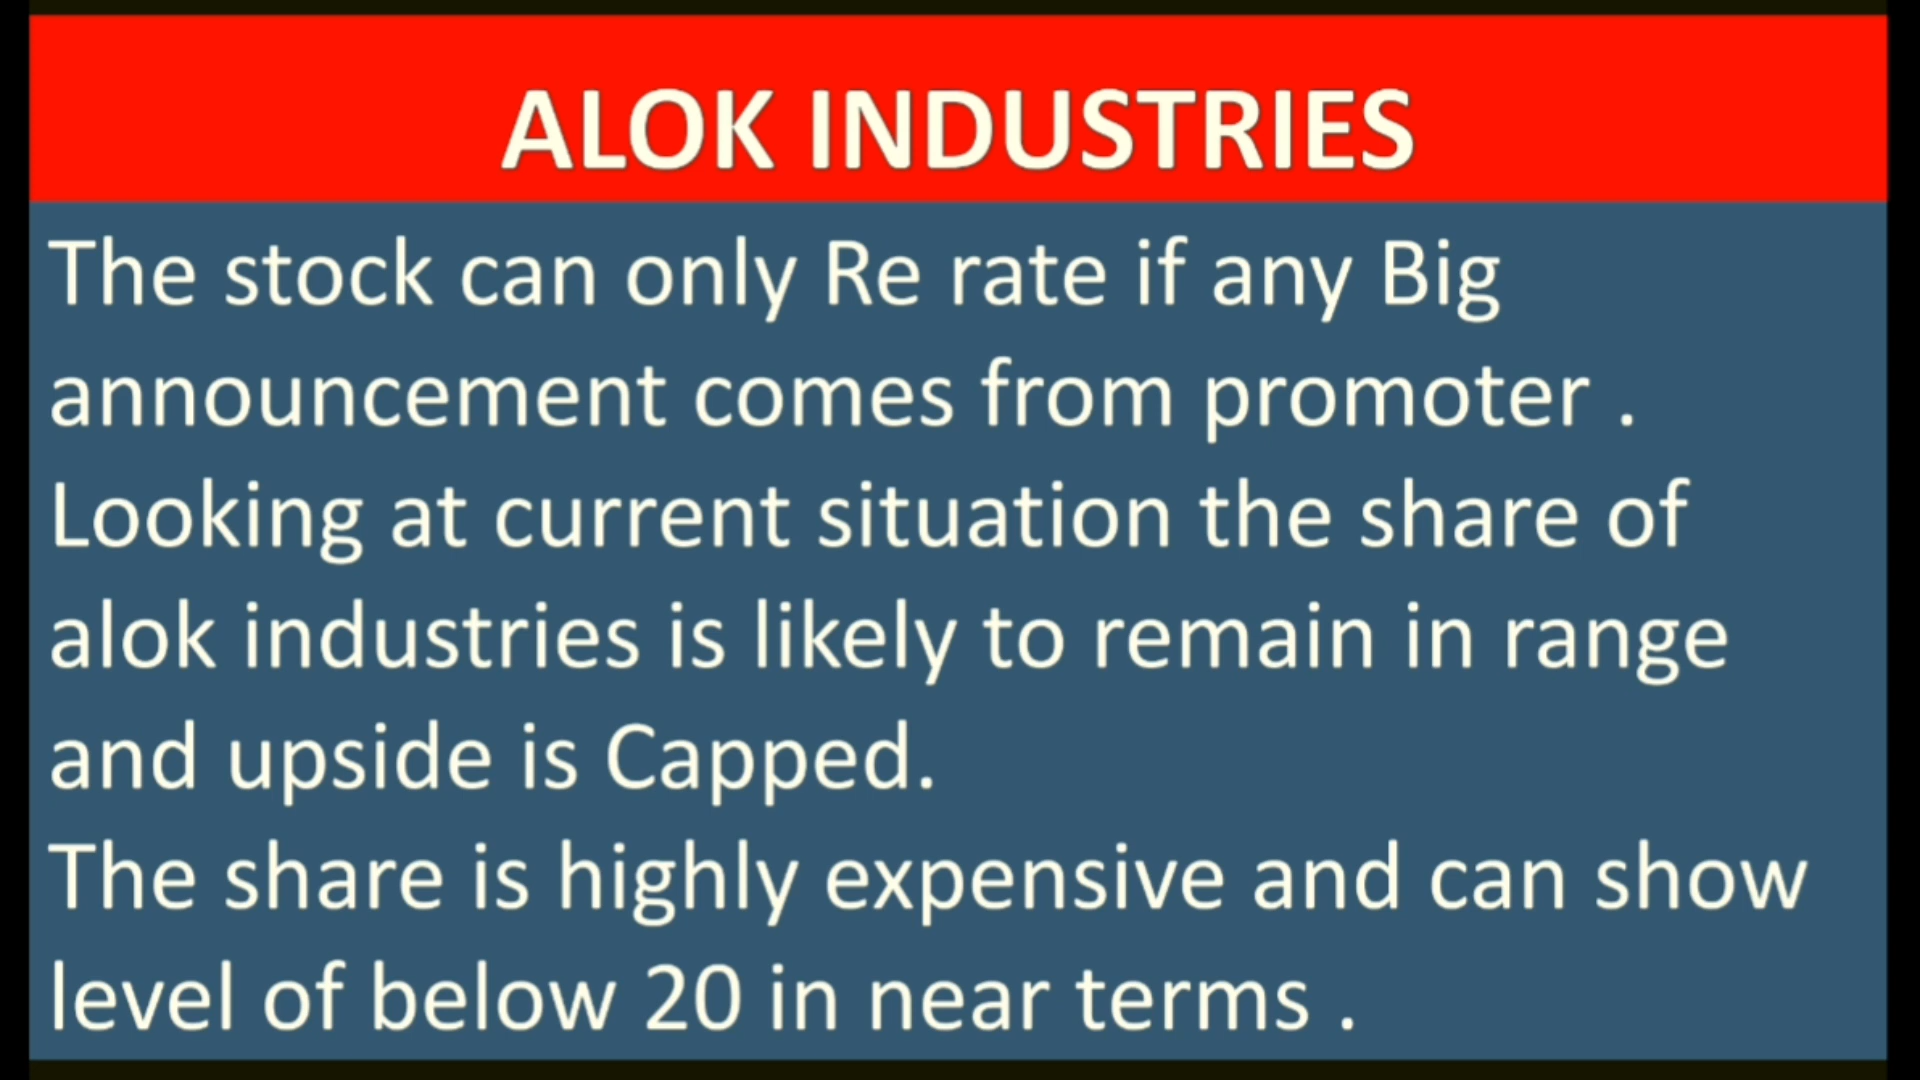 ALOK INDUSTRIES
The stock can only Re rate if any Big
announcement comes from promoter .
Looking at current situation the share of
alok industries is likely to remain in range
and upside is Capped.
The share is highly expensive and can show
level of below 20 in near terms .